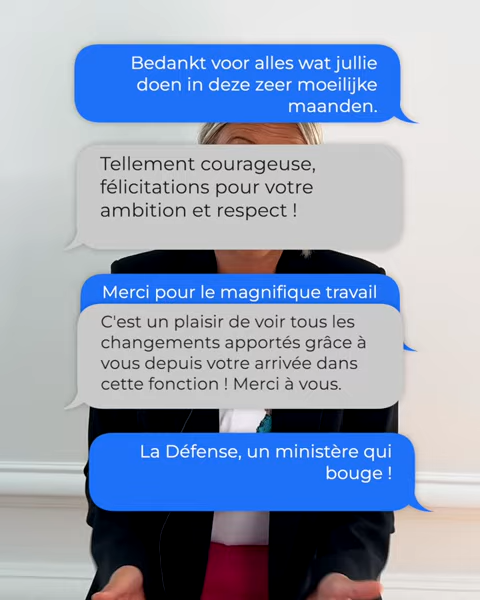 Bedankt voor alles wat jullie
doen in deze zeer moeilijke
maanden.
Tellement courageuse,
félicitations pour votre
ambition et respect !
Merci pour le magnifique travail
C'est un plaisir de voir tous les
changements apportés grâce à
vous depuis votre arrivée dans
cette fonction ! Merci à vous.
La Défense, un ministère qui
bouge !